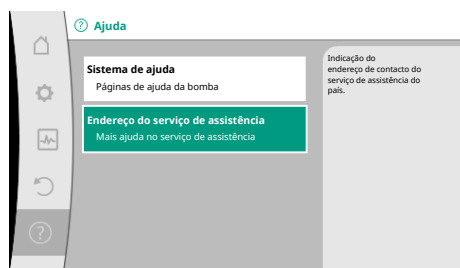 Ajuda
Sistema de ajuda
Páginas de ajuda da bomba
Endereço do serviço de assistência
Mais ajuda no serviço de assistência
Indicação do
endereço de contacto do
serviço de assistência do
país.